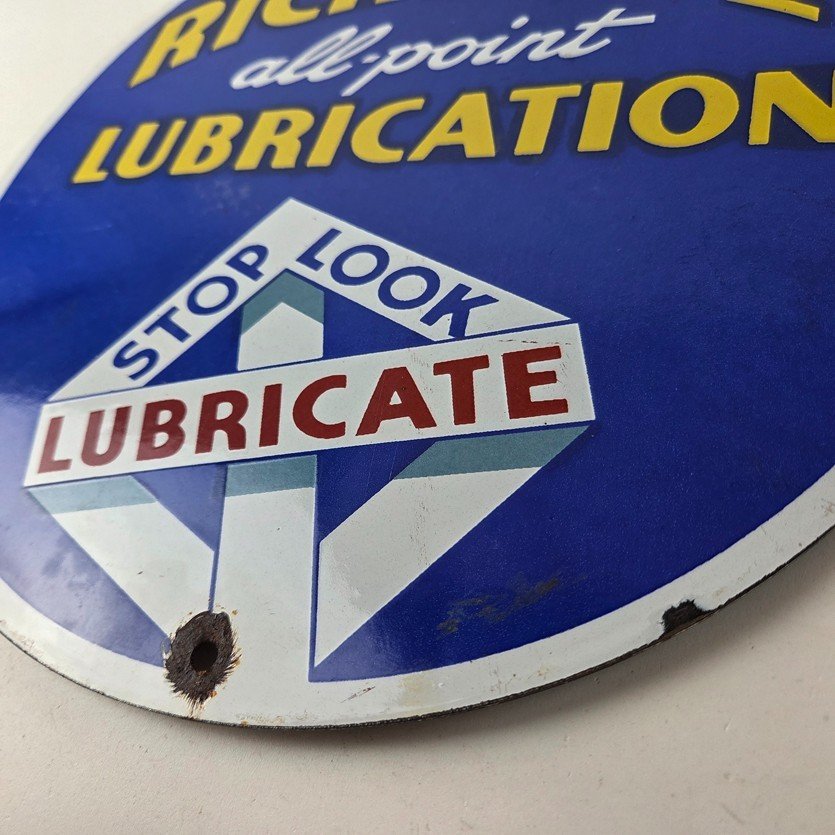 all-point
LUBRICATION
STOP LOOK
LUBRICATE